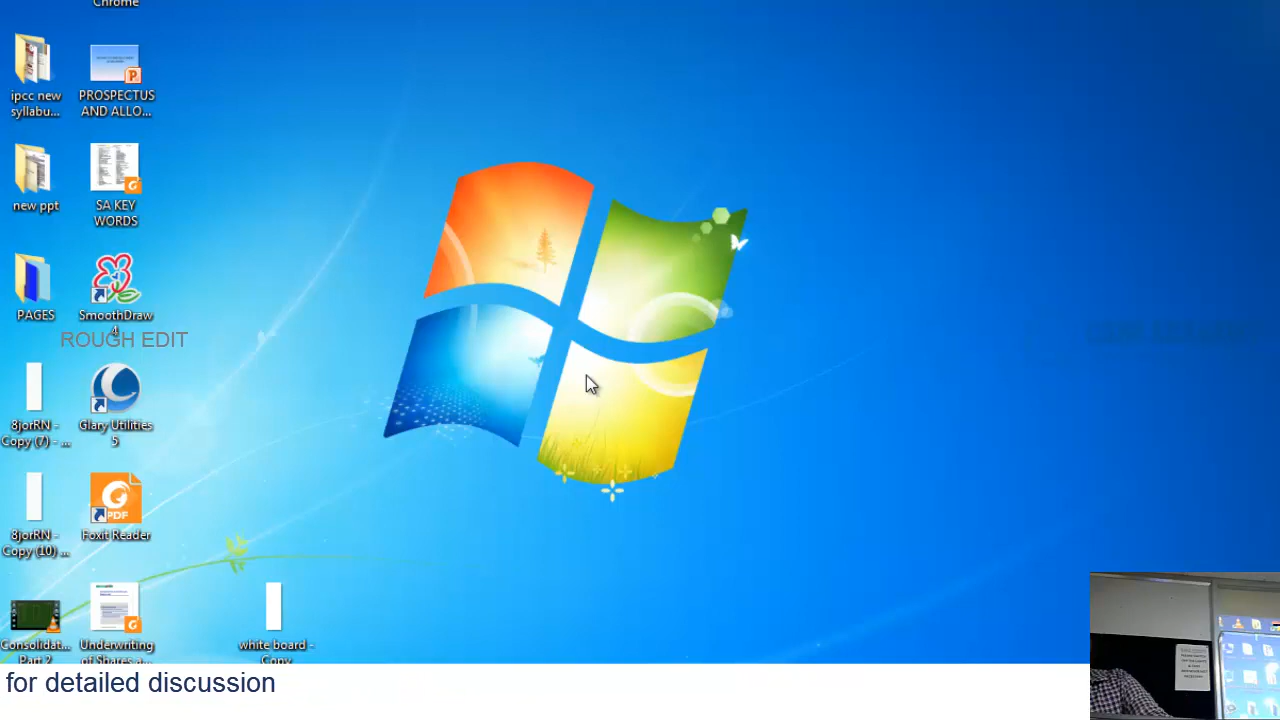 Chrome
ipcc new
syllabu...
PROSPECTUS
AND ALLO...
new ppt
SA KEY
WORDS
PAGES
SmoothDraw
4
ROUGH EDIT
8jorRN -
Copy (7) - ...
Glary Utilities
5
8jorRN -
Copy (10) ...
Foxit Reader
Consolidat...
Part 2
Underwriting
of Shares a...
white board -
Copy
for detailed discussion